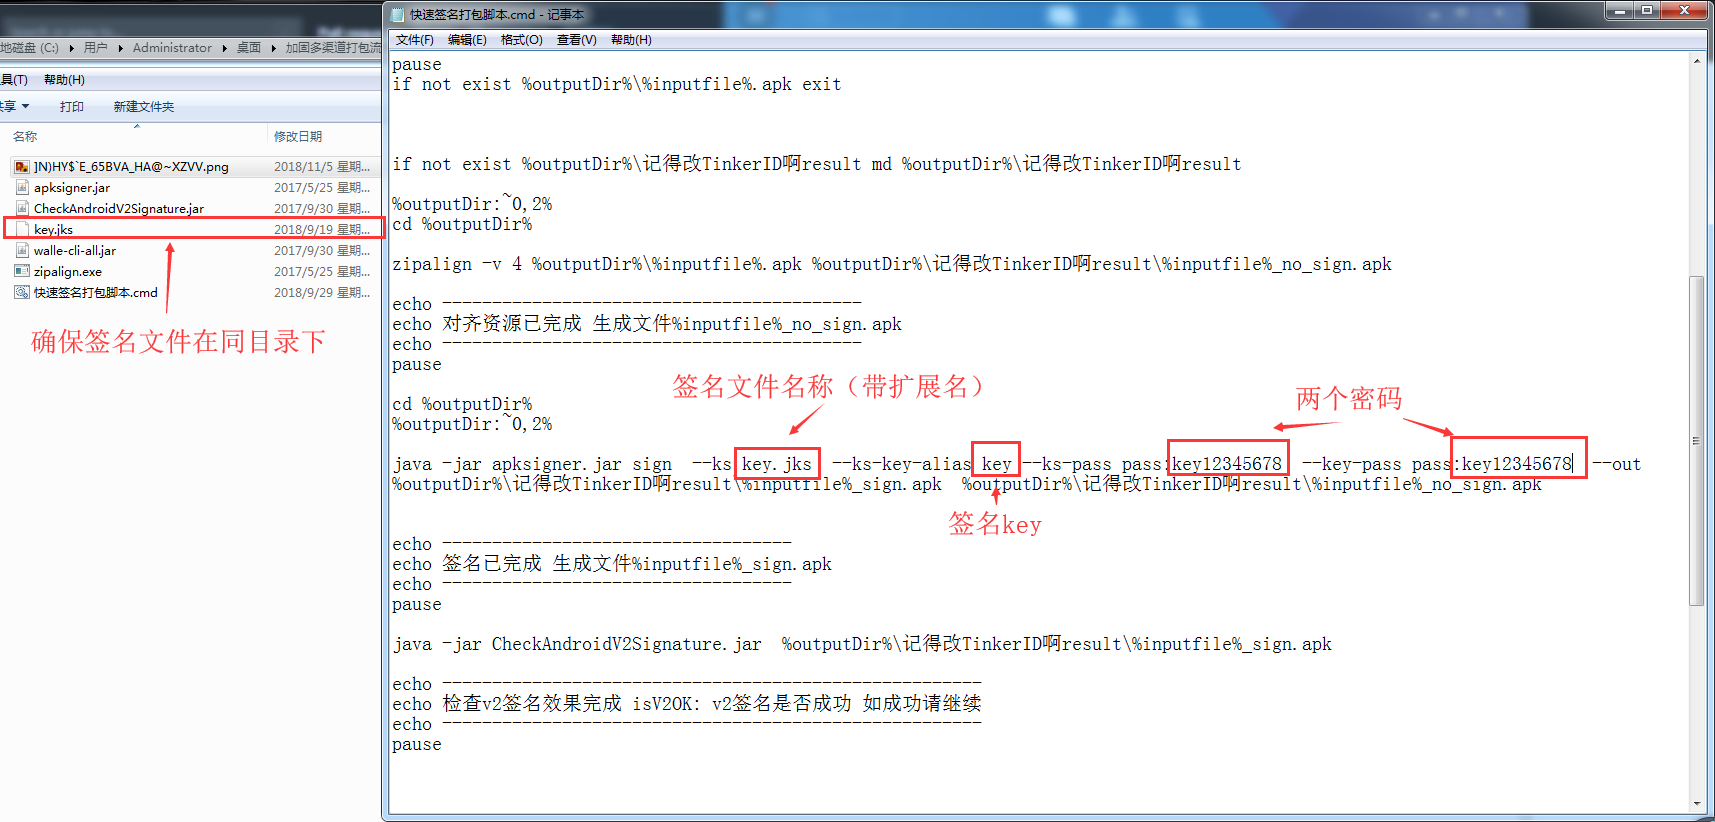 快速签名打包脚本.cmd - 记事本
地磁盘 (C:) 用户 Administrator 桌面 加固多渠道打包流
具(T) 帮助(H)
共享 打印 新建文件夹
名称 修改日期
]N)HY$`E_65BVA_HA@~XZVV.png 2018/11/5 星期...
apksigner.jar 2017/5/25 星期...
CheckAndroidV2Signature.jar 2017/9/30 星期...
key.jks 2018/9/19 星期...
walle-cli-all.jar 2017/9/30 星期...
zipalign.exe 2017/5/25 星期...
快速签名打包脚本.cmd 2018/9/29 星期...
确保签名文件在同目录下
文件(F) 编辑(E) 格式(O) 查看(V) 帮助(H)
pause
if not exist %outputDir%\%inputfile%.apk exit
if not exist %outputDir%\记得改TinkerID啊result md %outputDir%\记得改TinkerID啊result
%outputDir:~0,2%
cd %outputDir%
zipalign -v 4 %outputDir%\%inputfile%.apk %outputDir%\记得改TinkerID啊result\%inputfile%_no_sign.apk
echo ------------------------------------------
echo 对齐资源已完成 生成文件%inputfile%_no_sign.apk
echo ------------------------------------------
pause
签名文件名称（带扩展名）
两个密码
cd %outputDir%
%outputDir:~0,2%
java -jar apksigner.jar sign  --ks key.jks  --ks-key-alias key --ks-pass pass:key12345678  --key-pass pass:key12345678  --out
%outputDir%\记得改TinkerID啊result\%inputfile%_sign.apk  %outputDir%\记得改TinkerID啊result\%inputfile%_no_sign.apk
签名key
echo -----------------------------------
echo 签名已完成 生成文件%inputfile%_sign.apk
echo -----------------------------------
pause
java -jar CheckAndroidV2Signature.jar  %outputDir%\记得改TinkerID啊result\%inputfile%_sign.apk
echo ------------------------------------------------------
echo 检查v2签名效果完成 isV2OK: v2签名是否成功 如成功请继续
echo ------------------------------------------------------
pause